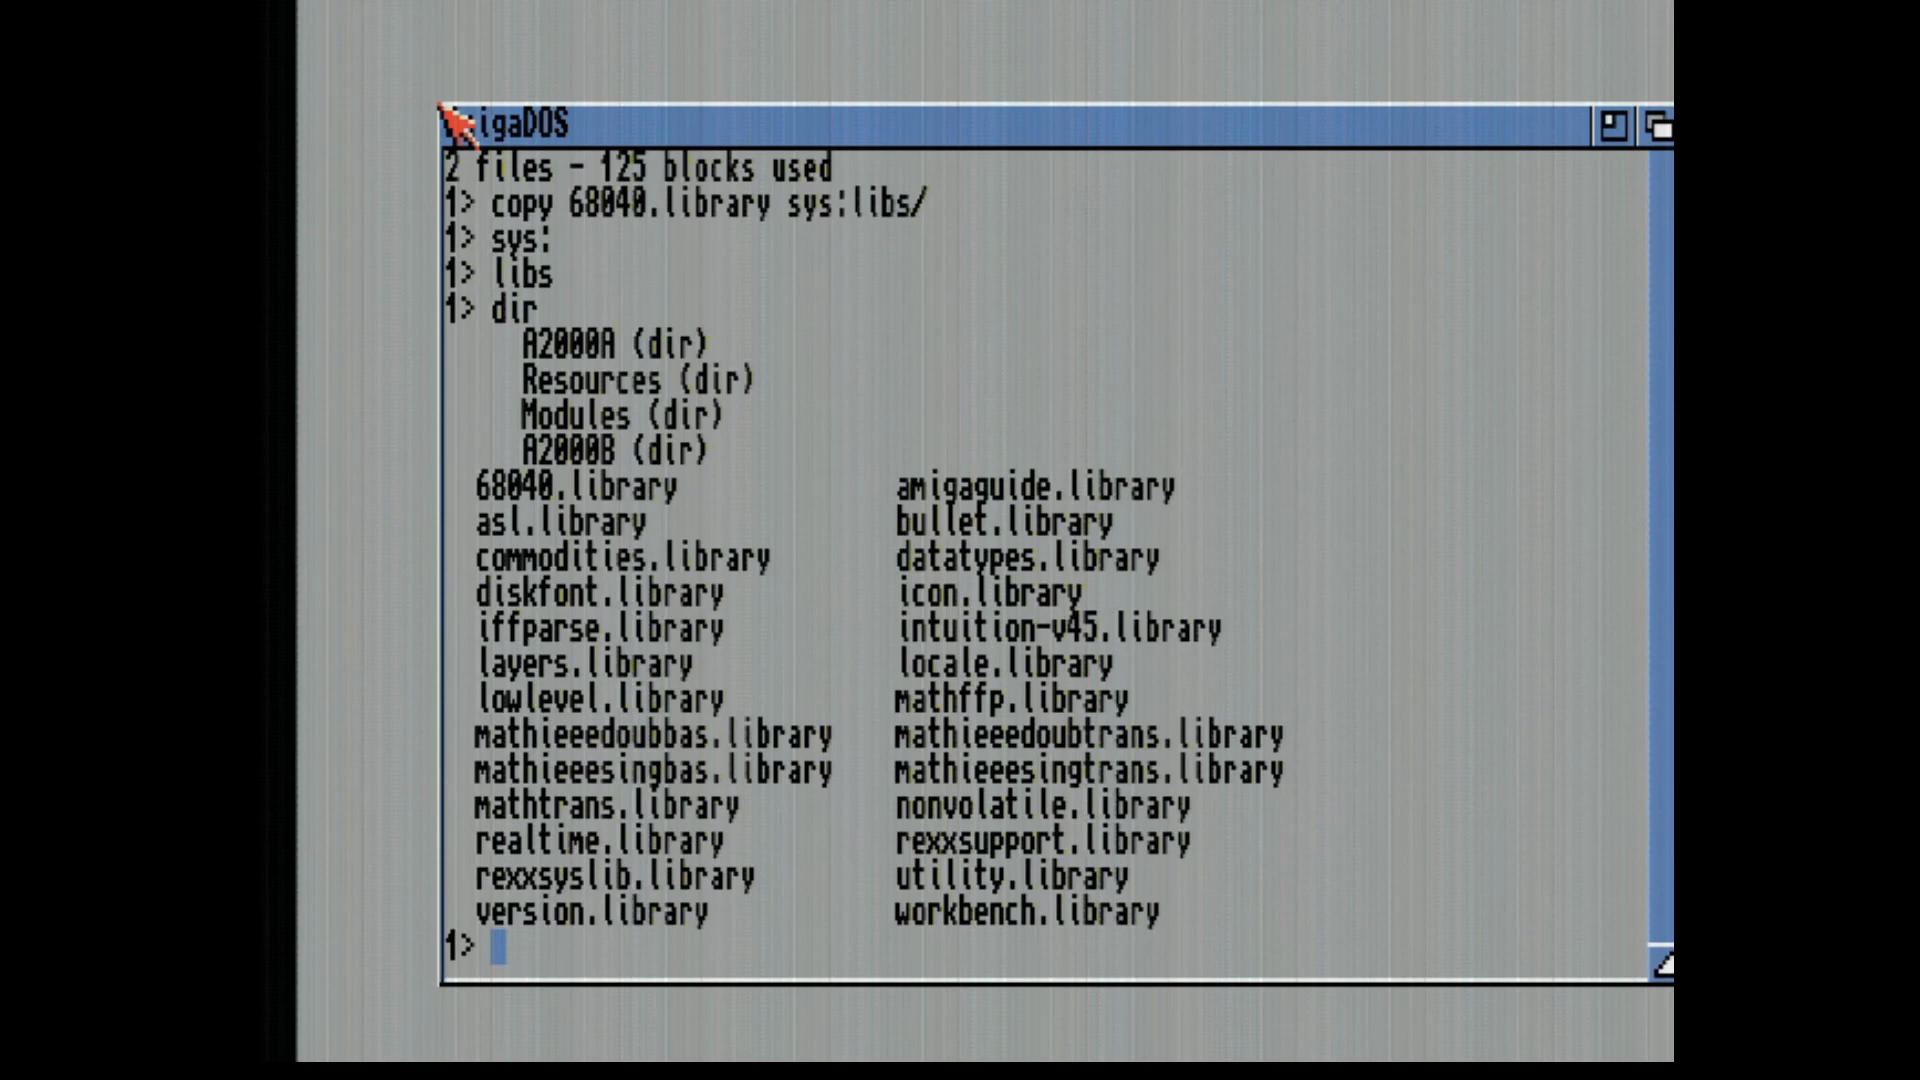 igaDOS
2 files - 125 blocks used
1> copy 68040.library sys:libs/
1> sys:
1> libs
1> dir
A2000A (dir)
Resources (dir)
Modules (dir)
A2000B (dir)
68040.library amigaguide.library
asl.library bullet.library
commodities.library datatypes.library
diskfont.library icon.library
iffparse.library intuition-v45.library
layers.library locale.library
lowlevel.library mathffp.library
mathieeedoubbas.library mathieeedoubtrans.library
mathieeesingbas.library mathieeesingtrans.library
mathtrans.library nonvolatile.library
realtime.library rexxsupport.library
rexxsyslib.library utility.library
version.library workbench.library
1>